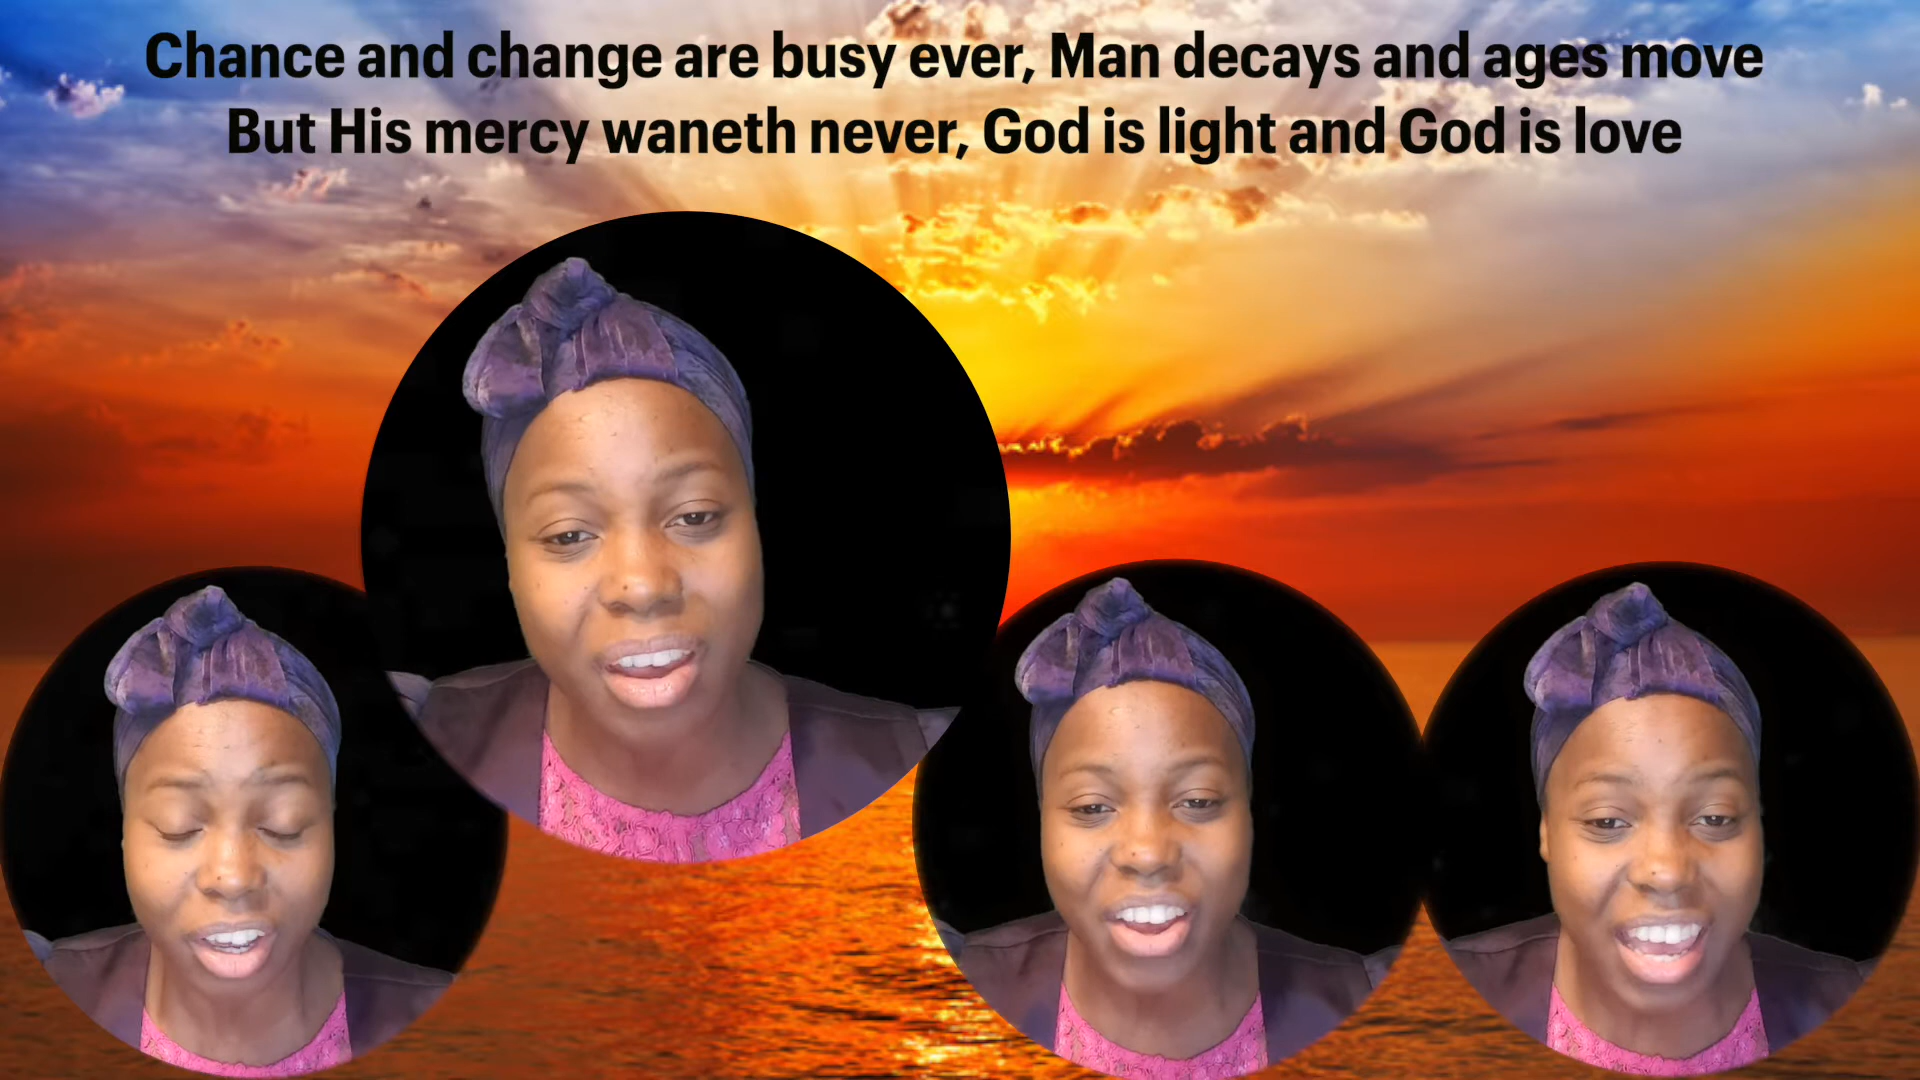 Chance and change are busy ever, Man decays and ages move
But His mercy waneth never, God is light and God is love